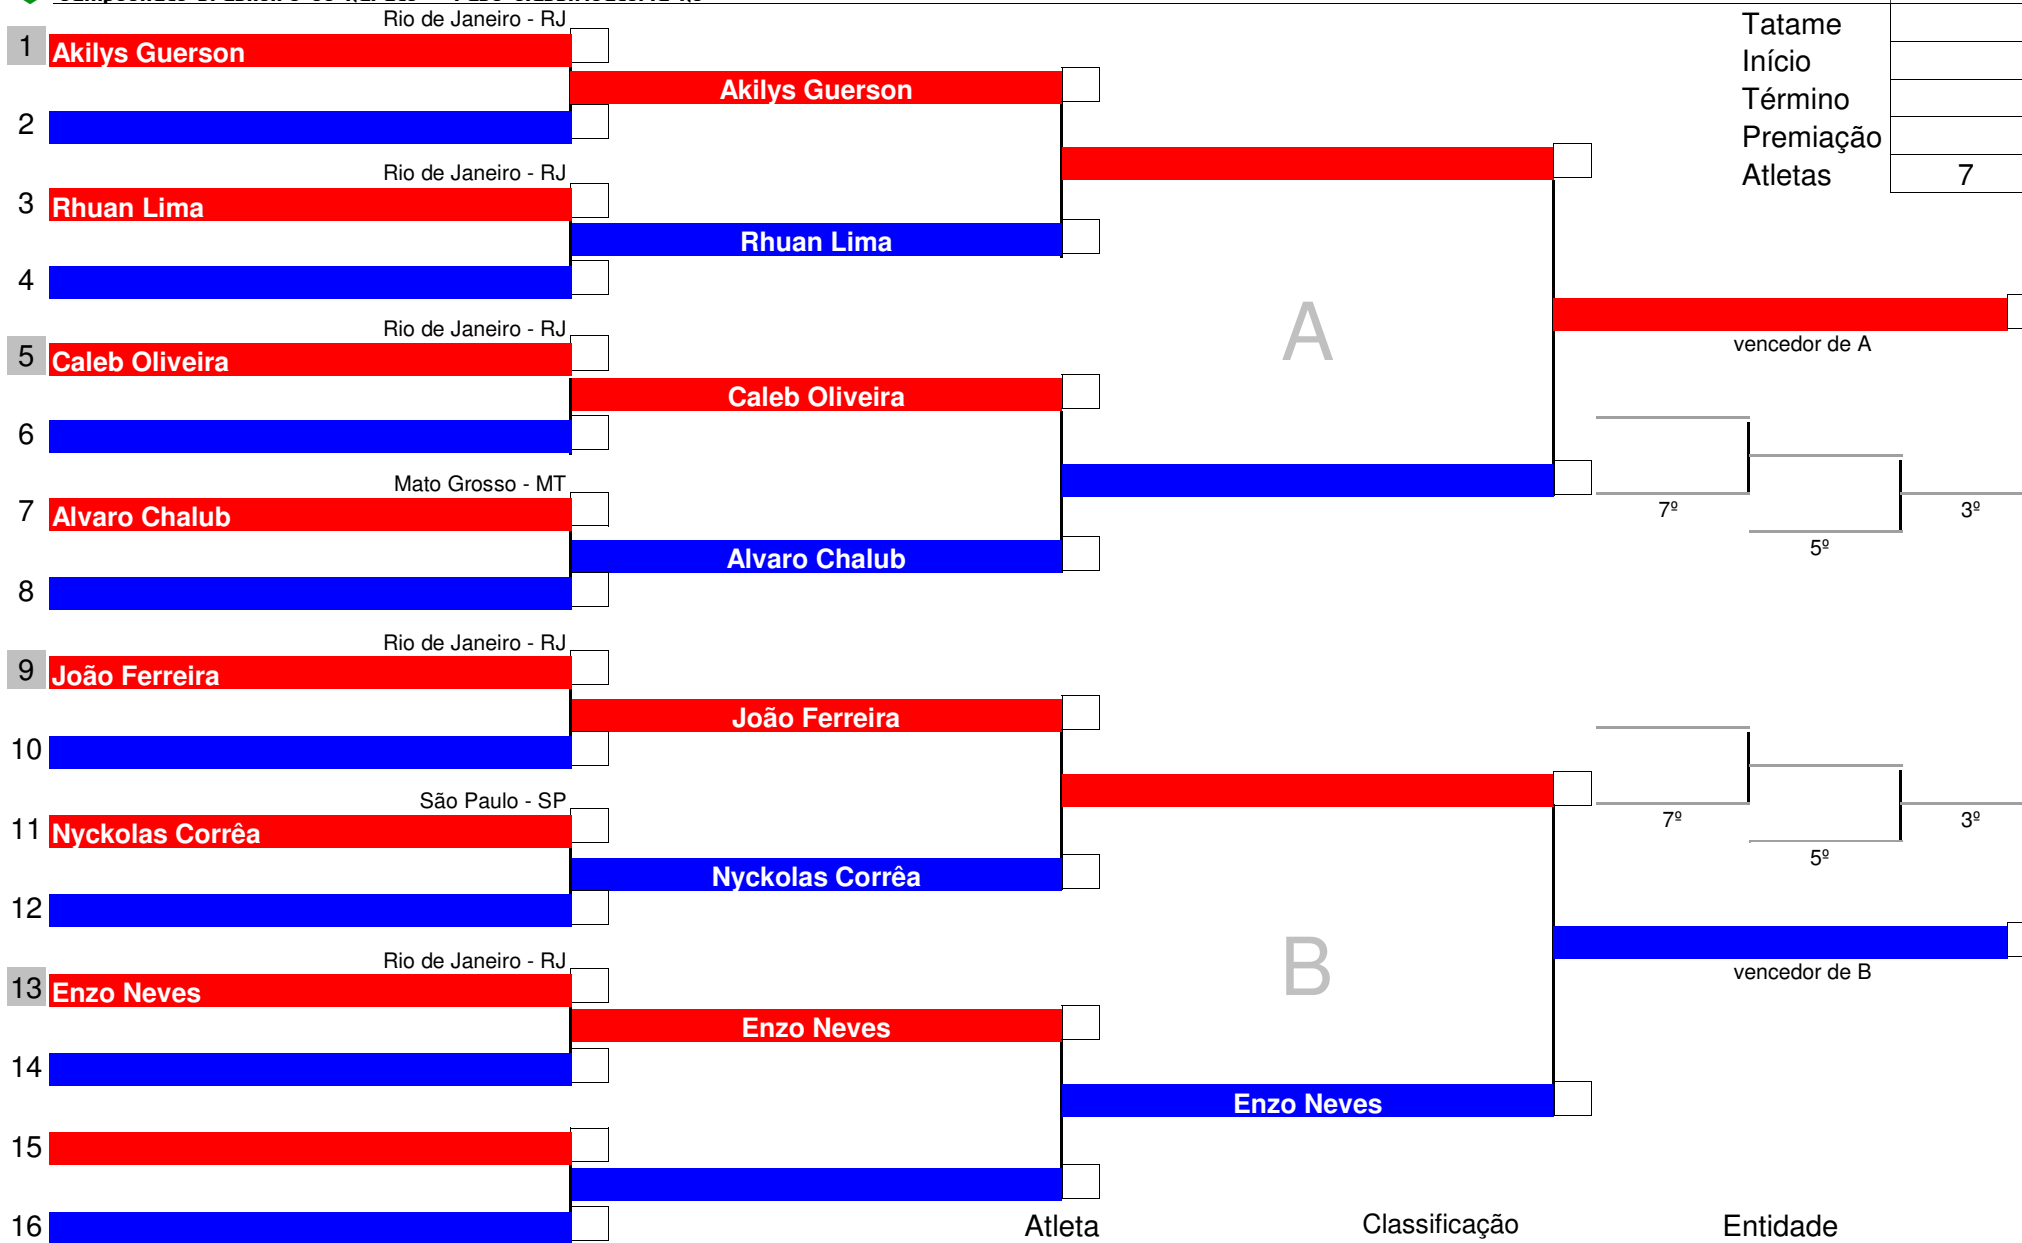 Rio de Janeiro - RJ
1 Akilys Guerson
Akilys Guerson
2
Rio de Janeiro - RJ
3 Rhuan Lima
Rhuan Lima
4
Rio de Janeiro - RJ
5 Caleb Oliveira
Caleb Oliveira
6
Mato Grosso - MT
7 Alvaro Chalub
Alvaro Chalub
8
A
Rio de Janeiro - RJ
9 João Ferreira
João Ferreira
10
São Paulo - SP
11 Nyckolas Corrêa
Nyckolas Corrêa
12
Rio de Janeiro - RJ
13 Enzo Neves
Enzo Neves
14
B
Enzo Neves
15
16
Tatame
Início
Término
Premiação
Atletas 7
vencedor de A
7º
3º
5º
7º
3º
5º
vencedor de B
Atleta Classificação Entidade